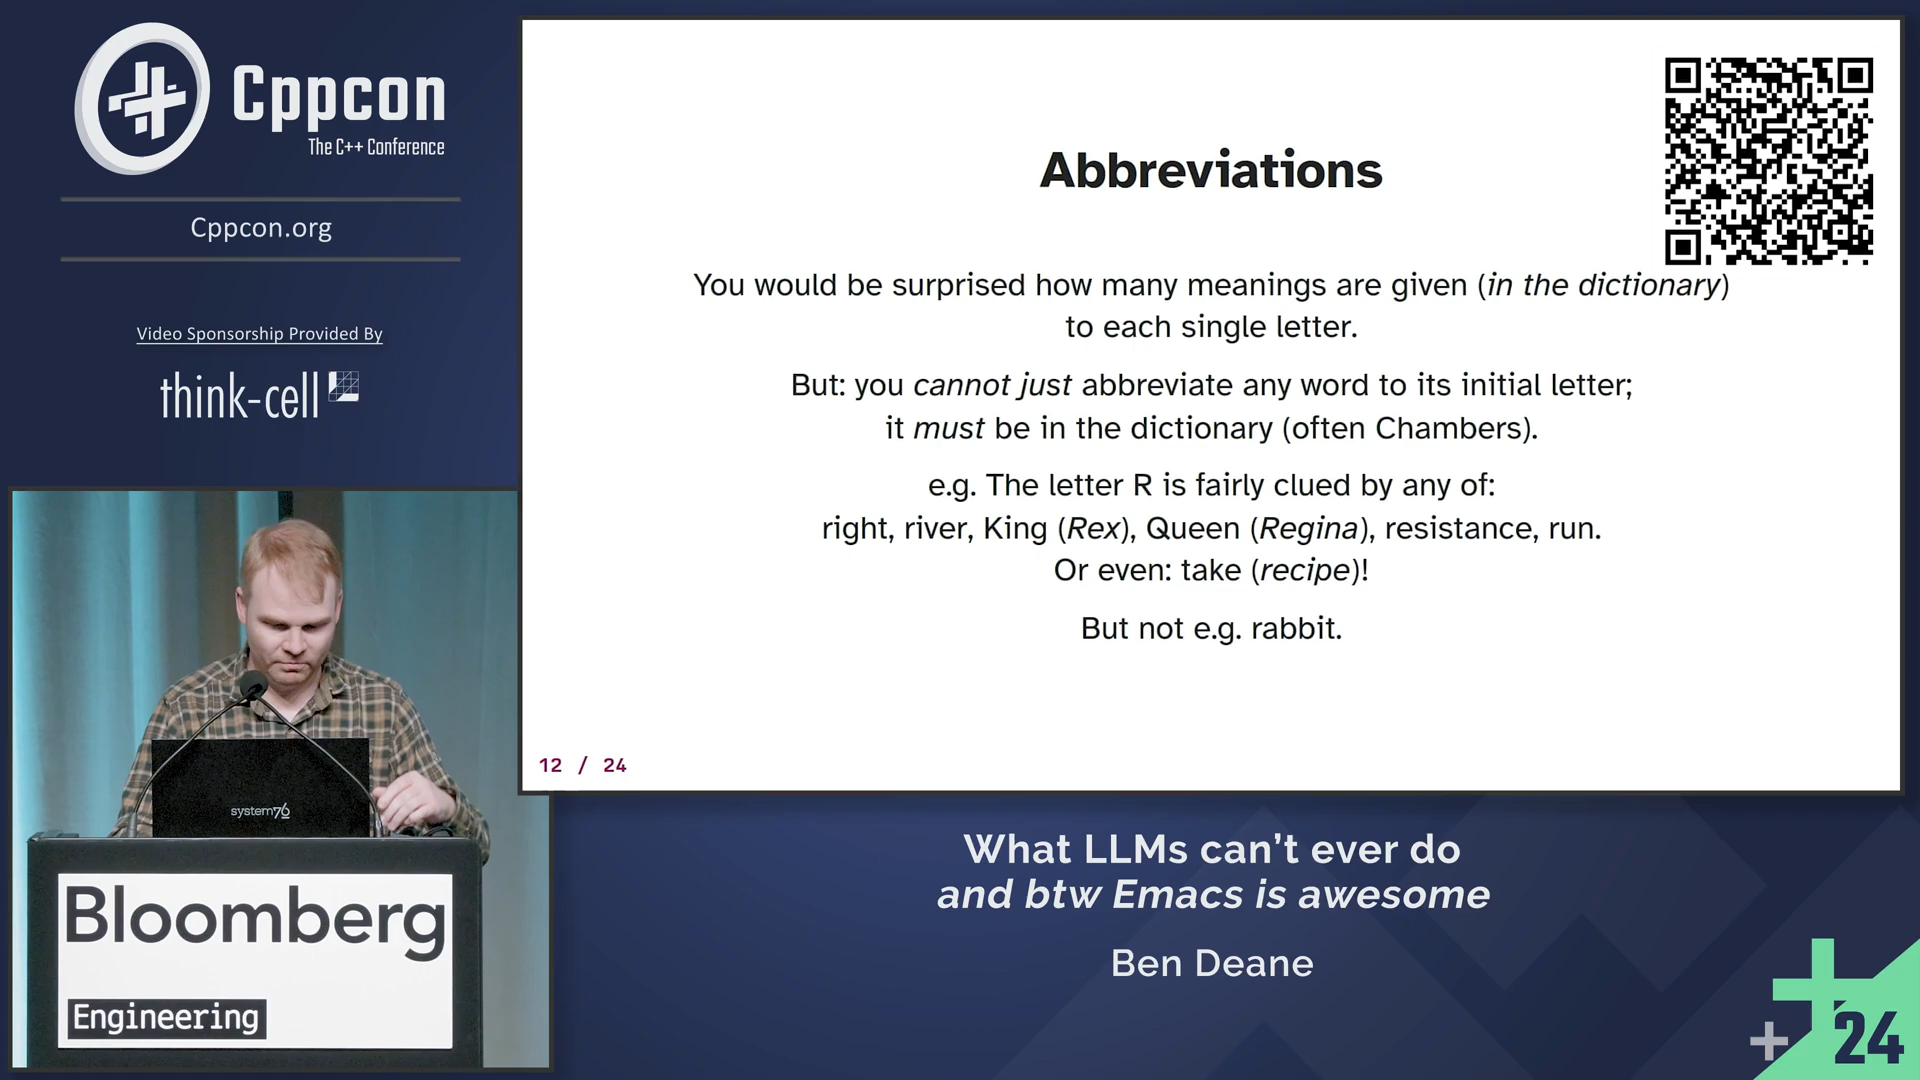 Cppcon
The C++ Conference
Cppcon.org
Video Sponsorship Provided By
think-cell
Abbreviations
You would be surprised how many meanings are given (in the dictionary)
to each single letter.
But: you cannot just abbreviate any word to its initial letter;
it must be in the dictionary (often Chambers).
e.g. The letter R is fairly clued by any of:
right, river, King (Rex), Queen (Regina), resistance, run.
Or even: take (recipe)!
But not e.g. rabbit.
12 / 24
system76
Bloomberg
Engineering
What LLMs can’t ever do
and btw Emacs is awesome
Ben Deane
24